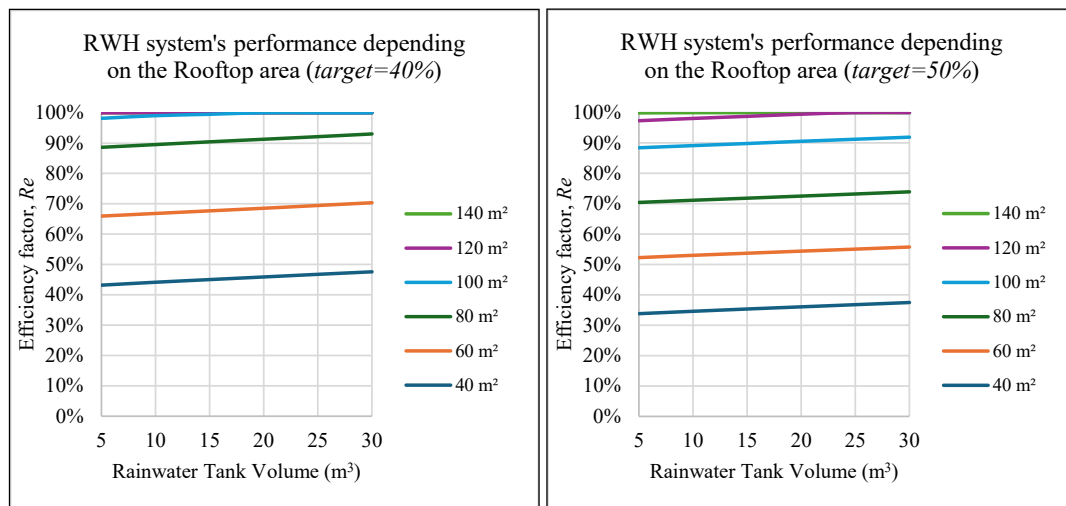 RWH system's performance depending
on the Rooftop area (target=40%)
Efficiency factor, Re
100%
90%
80%
70%
60%
50%
40%
30%
20%
10%
0%
5 10 15 20 25 30
Rainwater Tank Volume (m³)
140 m²
120 m²
100 m²
80 m²
60 m²
40 m²
RWH system's performance depending
on the Rooftop area (target=50%)
Efficiency factor, Re
100%
90%
80%
70%
60%
50%
40%
30%
20%
10%
0%
5 10 15 20 25 30
Rainwater Tank Volume (m³)
140 m²
120 m²
100 m²
80 m²
60 m²
40 m²